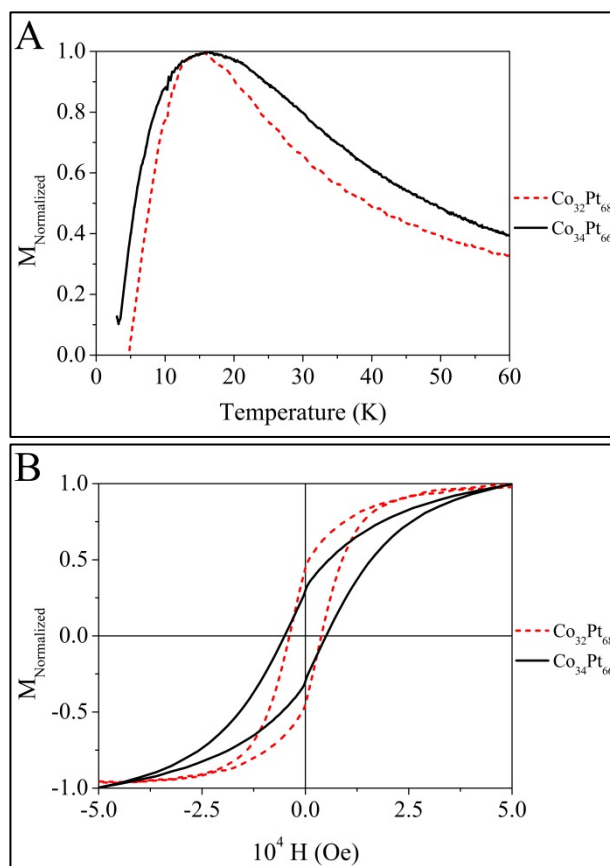 A
1.0
0.8
0.6
0.4
0.2
0.0
M_Normalized
0 10 20 30 40 50 60
Temperature (K)
Co₃₂Pt₆₈
Co₃₄Pt₆₆
B
1.0
0.5
0.0
-0.5
-1.0
M_Normalized
-5.0 -2.5 0.0 2.5 5.0
10⁴ H (Oe)
Co₃₂Pt₆₈
Co₃₄Pt₆₆